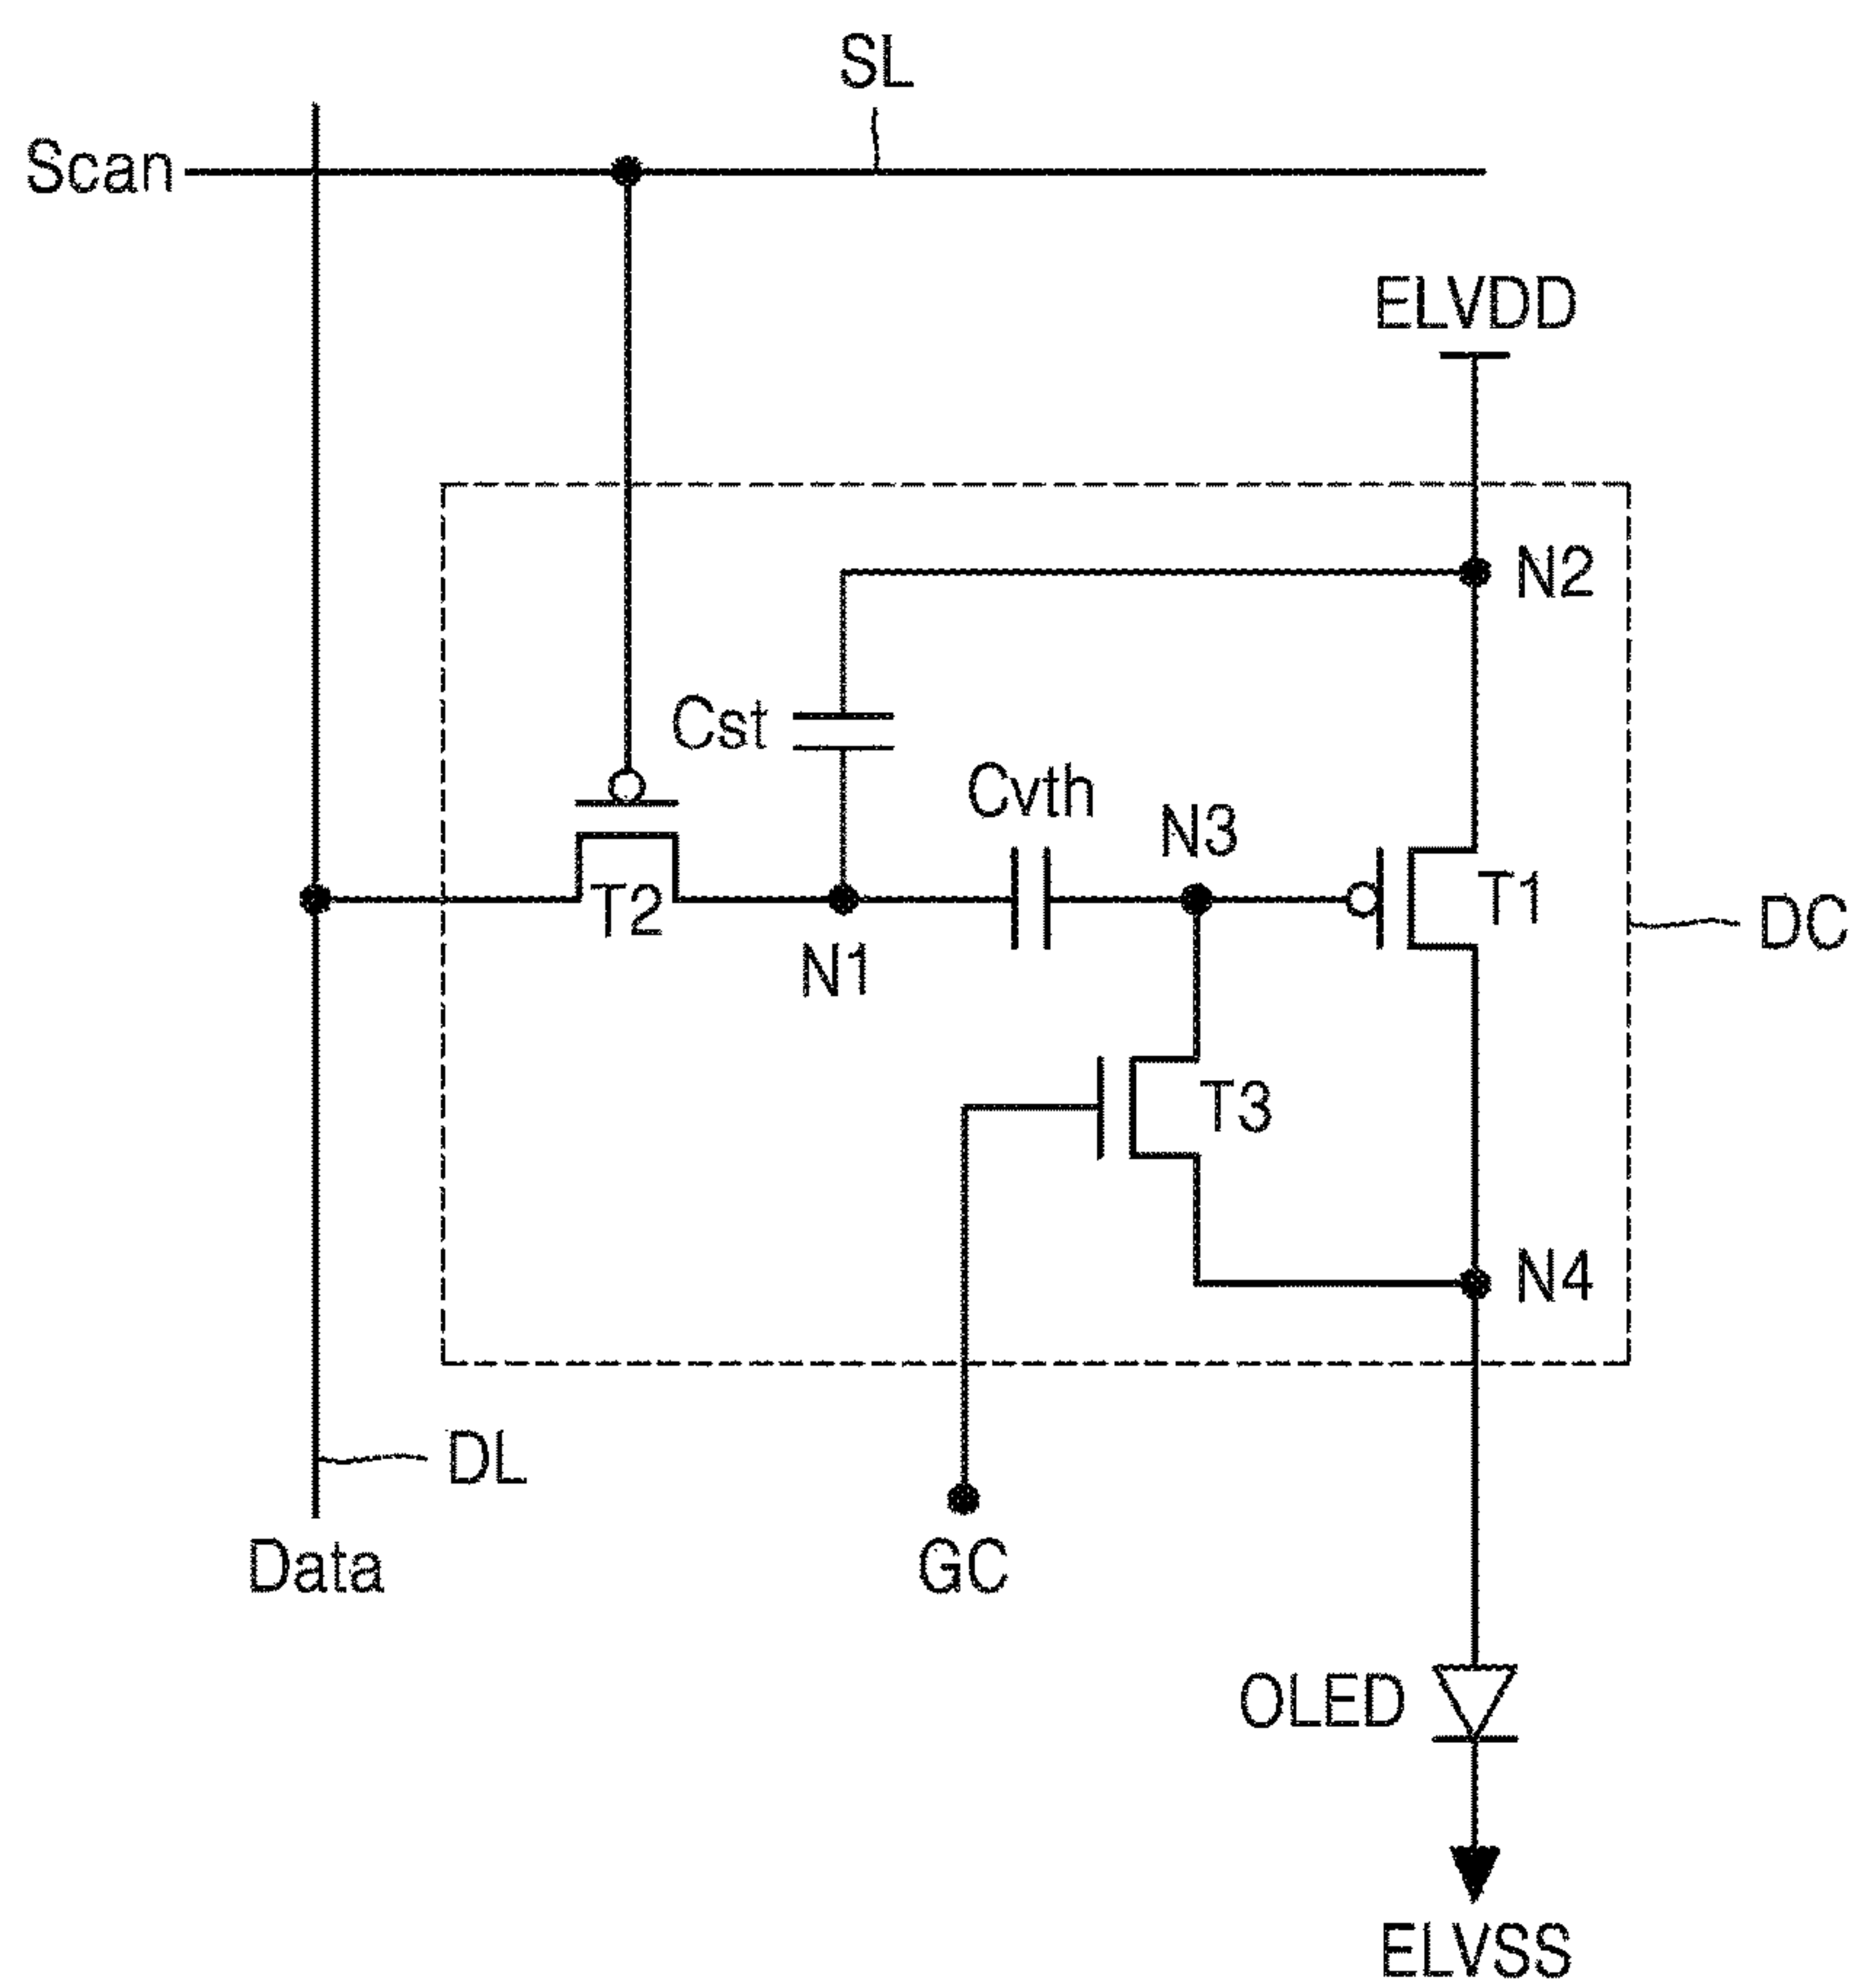 SL
Scan
ELVDD
N2
Cst
Cvth
N3
T2
T1
DC
N1
T3
N4
DL
Data
GC
OLED
ELVSS